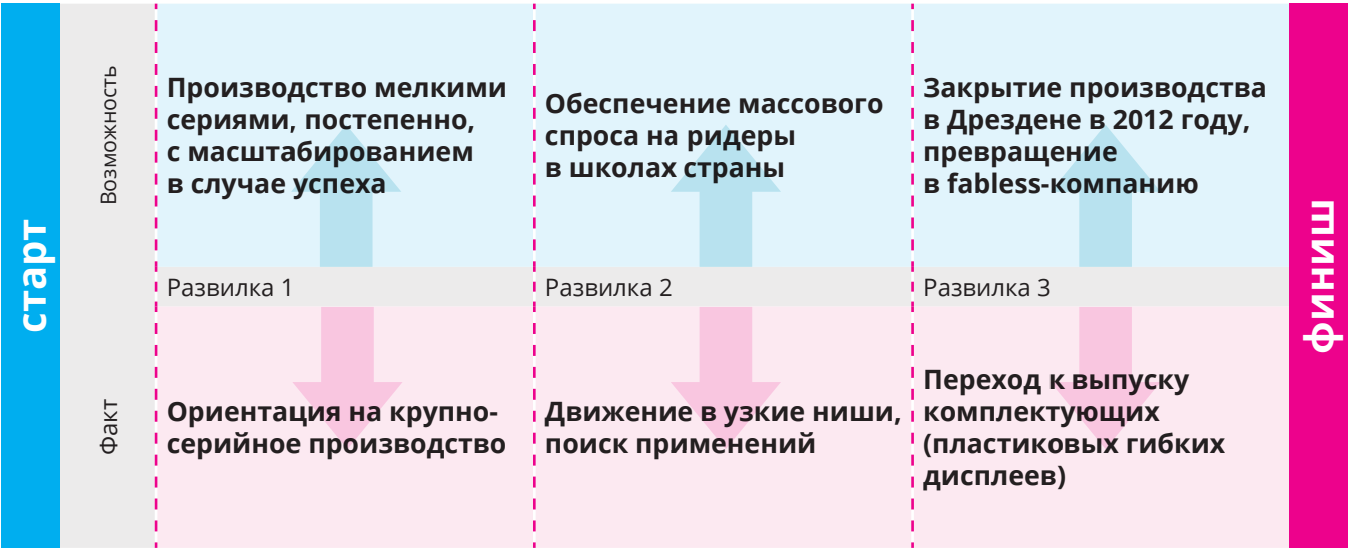 старт
Возможность
Производство мелкими
сериями, постепенно,
с масштабированием
в случае успеха
Обеспечение массового
спроса на ридеры
в школах страны
Закрытие производства
в Дрездене в 2012 году,
превращение
в fabless-компанию
Развилка 1
Развилка 2
Развилка 3
Факт
Ориентация на крупно-
серийное производство
Движение в узкие ниши,
поиск применений
Переход к выпуску
комплектующих
(пластиковых гибких
дисплеев)
финиш